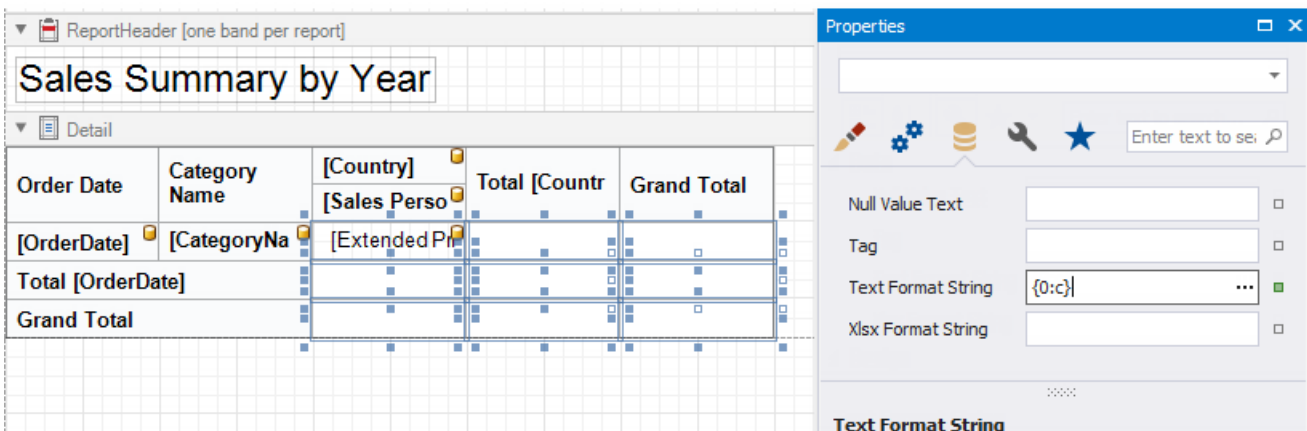 ReportHeader [one band per report]
Sales Summary by Year
Detail
Order Date
Category
Name
[Country]
[Sales Perso
Total [Countr
Grand Total
[OrderDate]
[CategoryNa
[Extended Pr
Total [OrderDate]
Grand Total
Properties
Enter text to sea
Null Value Text
Tag
Text Format String
{0:c}
Xlsx Format String
Text Format String